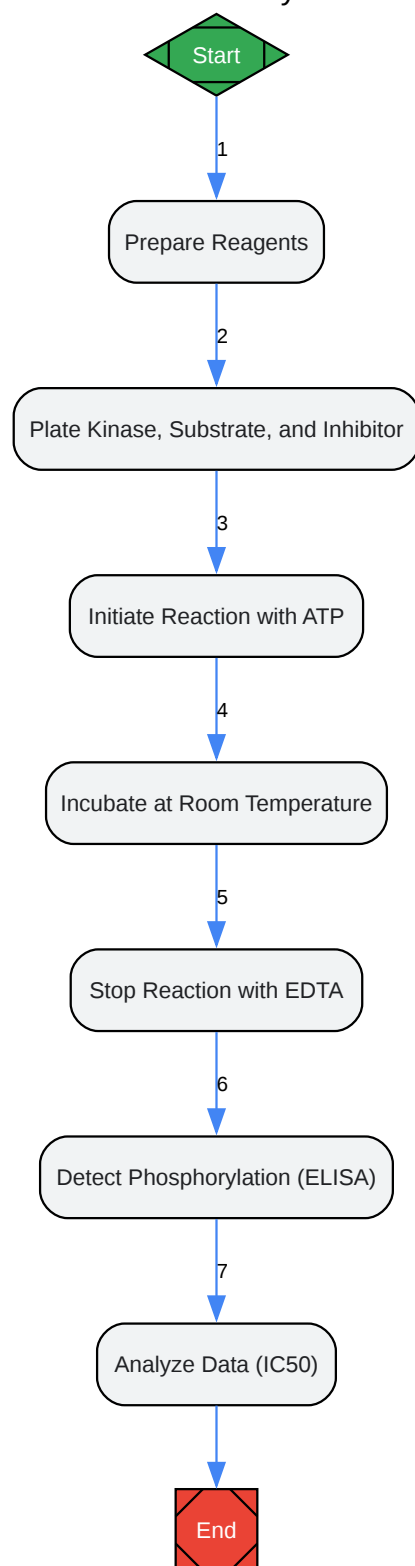 Start
1
Prepare Reagents
2
Plate Kinase, Substrate, and Inhibitor
3
Initiate Reaction with ATP
4
Incubate at Room Temperature
5
Stop Reaction with EDTA
6
Detect Phosphorylation (ELISA)
7
Analyze Data (IC50)
End